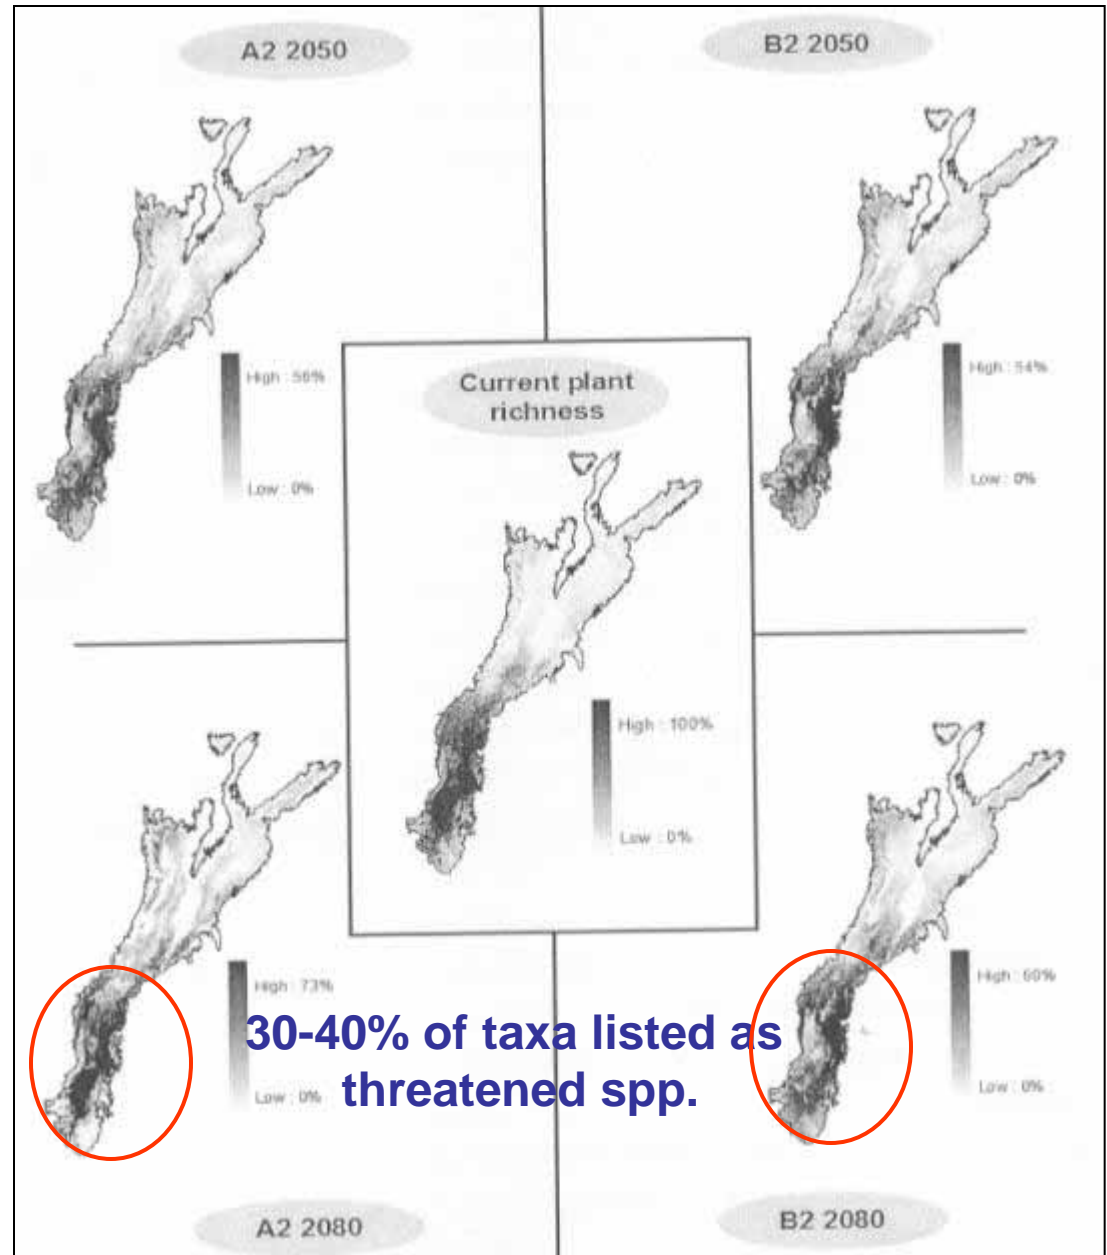 A2 2050
B2 2050
High : 56%
Low : 0%
High : 54%
Low : 0%
Current plant
richness
High : 100%
Low : 0%
High : 73%
Low : 0%
High : 60%
Low : 0%
30-40% of taxa listed as
threatened spp.
A2 2080
B2 2080